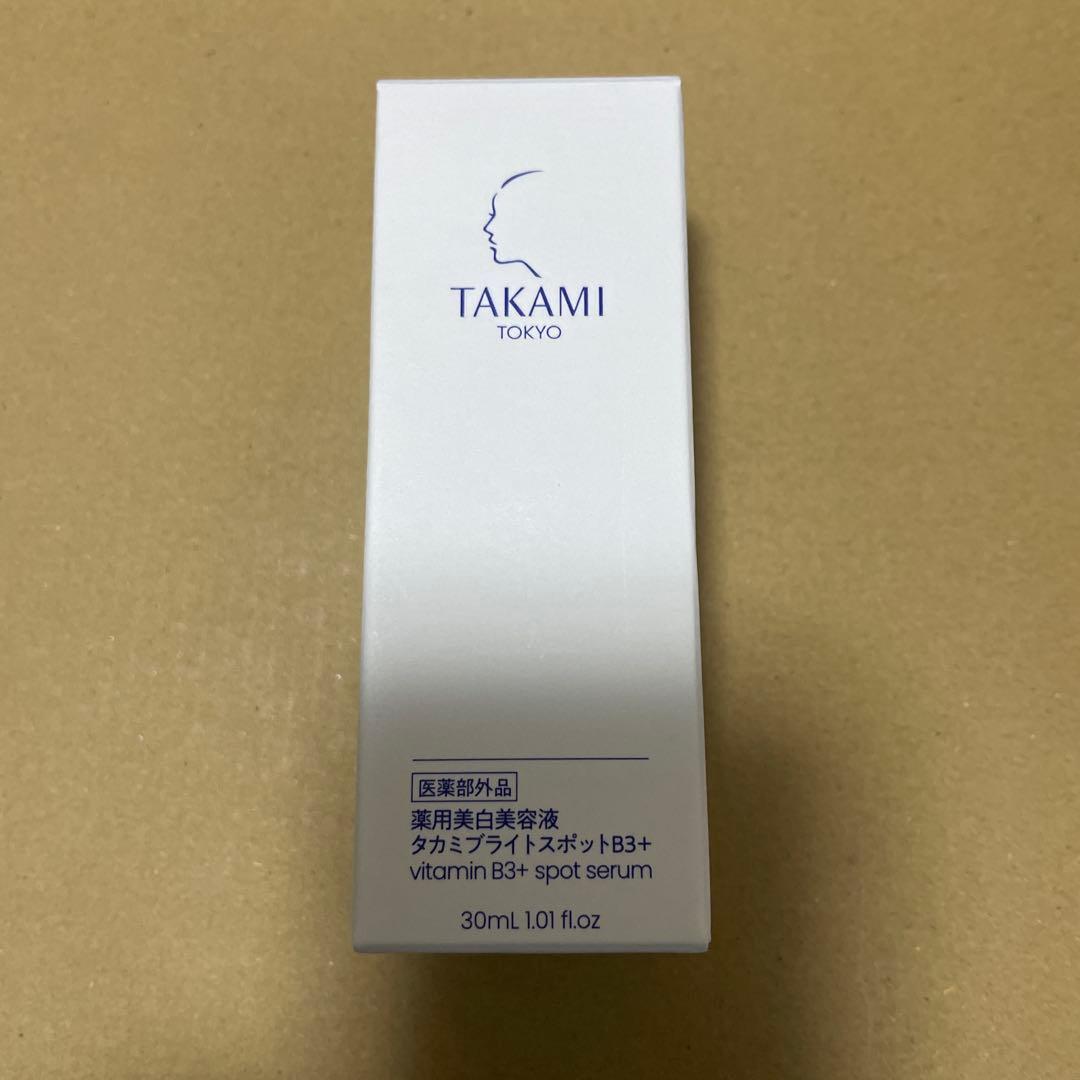 TAKAMI
TOKYO
医薬部外品
薬用美白美容液
タカミブライトスポットB3+
vitamin B3+ spot serum
30mL 1.01 fl.oz